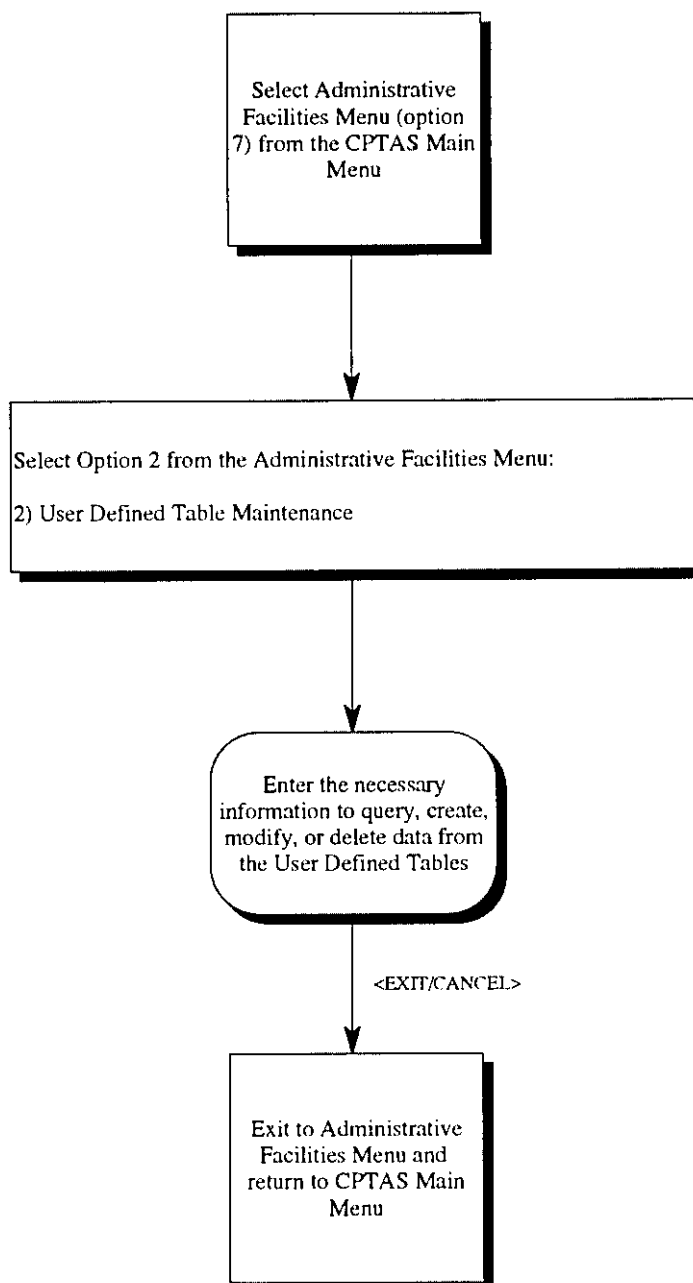 Select Administrative
Facilities Menu (option
7) from the CPTAS Main
Menu
Select Option 2 from the Administrative Facilities Menu:
2) User Defined Table Maintenance
Enter the necessary
information to query, create,
modify, or delete data from
the User Defined Tables
<EXIT/CANCEL>
Exit to Administrative
Facilities Menu and
return to CPTAS Main
Menu